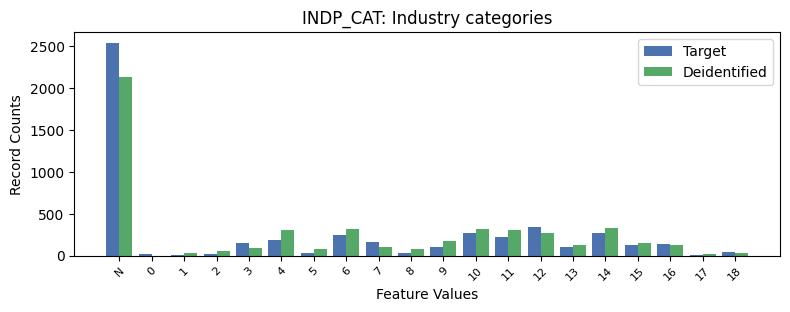 INDP_CAT: Industry categories
Target
Deidentified
Record Counts
2500
2000
1500
1000
500
0
N 0 1 2 3 4 5 6 7 8 9 10 11 12 13 14 15 16 17 18
Feature Values